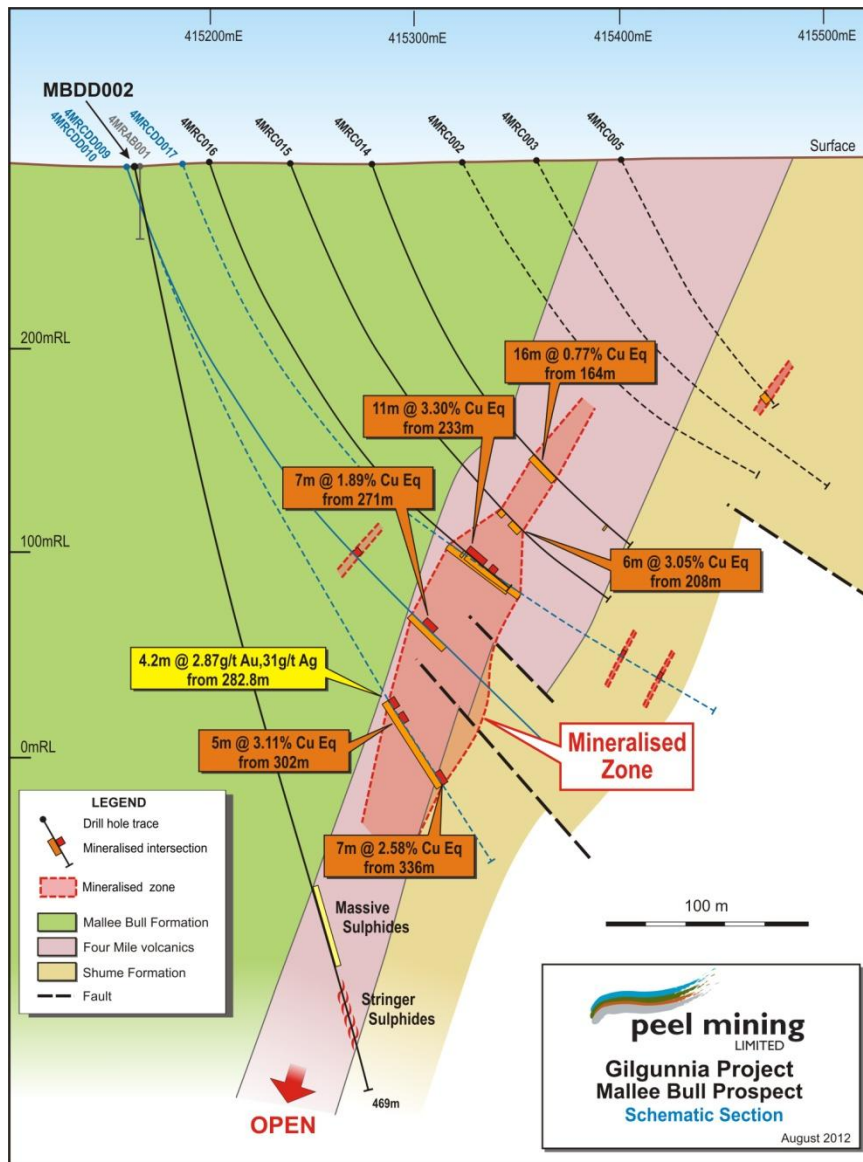 415200mE
415300mE
415400mE
415500mE
MBDD002
4MRCDD010
4MRCDD009
4MRAB001
4MRCDD017
4MRC016
4MRC015
4MRC014
4MRC002
4MRC003
4MRC005
Surface
200mRL
16m @ 0.77% Cu Eq
from 164m
11m @ 3.30% Cu Eq
from 233m
7m @ 1.89% Cu Eq
from 271m
100mRL
6m @ 3.05% Cu Eq
from 208m
4.2m @ 2.87g/t Au,31g/t Ag
from 282.8m
5m @ 3.11% Cu Eq
from 302m
0mRL
Mineralised
Zone
7m @ 2.58% Cu Eq
from 336m
LEGEND
Drill hole trace
Mineralised intersection
Mineralised zone
Mallee Bull Formation
Four Mile volcanics
Shume Formation
Fault
Massive
Sulphides
Stringer
Sulphides
469m
OPEN
100 m
peel mining
LIMITED
Gilgunnia Project
Mallee Bull Prospect
Schematic Section
August 2012